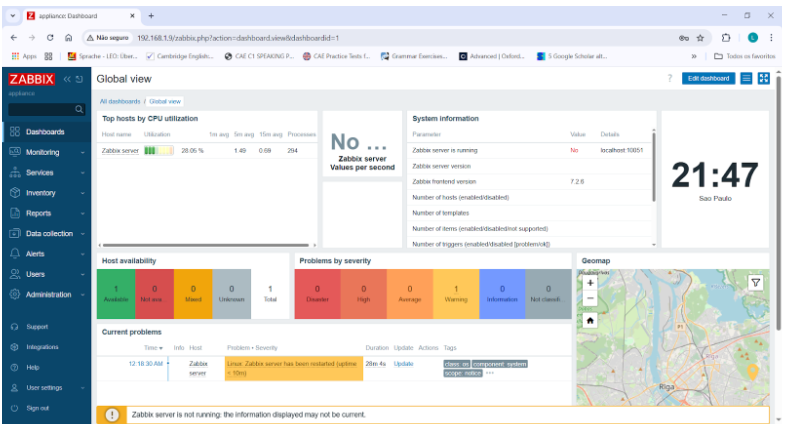 appliance: Dashboard
Não seguro 192.168.1.9/zabbix.php?action=dashboard.view&dashboardid=1
Apps
Sprache - LEO: Über...
Cambridge English:...
CAE C1 SPEAKING P...
CAE Practice Tests f...
Grammar Exercises...
Advanced | Oxford...
S Google Scholar alt...
Todos os favoritos
ZABBIX
appliance
Global view
Edit dashboard
All dashboards / Global view
Dashboards
Monitoring
Services
Inventory
Reports
Data collection
Alerts
Users
Administration
Support
Integrations
Help
User settings
Sign out
Top hosts by CPU utilization
Host name Utilization 1m avg 5m avg 15m avg Processes
Zabbix server 28.05 % 1.49 0.69 294
No ...
Zabbix server
Values per second
System information
Parameter Value Details
Zabbix server is running No localhost:10051
Zabbix server version
Zabbix frontend version 7.2.6
Number of hosts (enabled/disabled)
Number of templates
Number of items (enabled/disabled/not supported)
Number of triggers (enabled/disabled [problem/ok])
21:47
Sao Paulo
Host availability
1 Available
0 Not ava...
0 Mixed
0 Unknown
1 Total
Problems by severity
0 Disaster
0 High
0 Average
1 Warning
0 Information
0 Not classifi...
Geomap
+
−
Rīga
Riga
Current problems
Time Info Host Problem • Severity Duration Update Actions Tags
12:18:30 AM Zabbix server Linux: Zabbix server has been restarted (uptime < 10m) 28m 4s Update class: os component: system scope: notice ...
Zabbix server is not running: the information displayed may not be current.